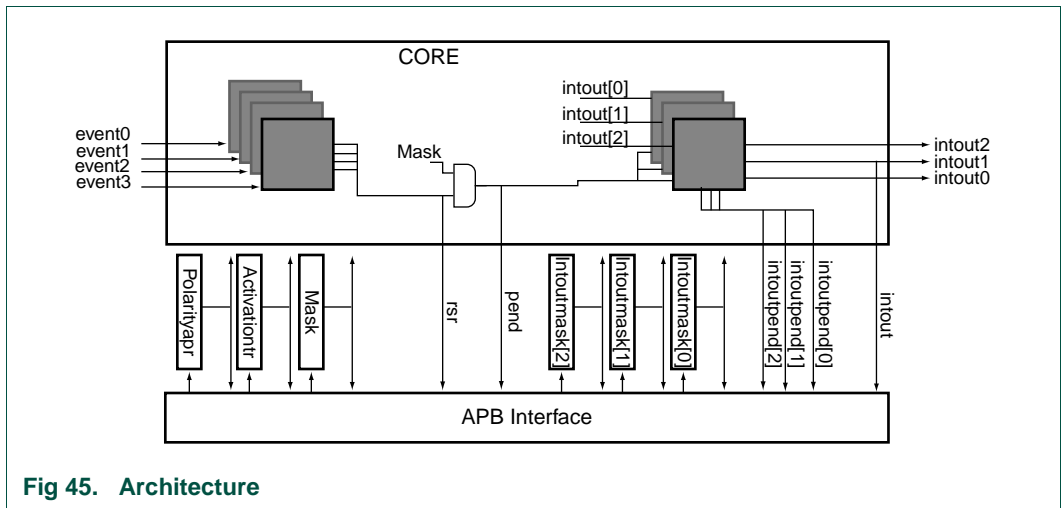 CORE
intout[0]
intout[1]
intout[2]
event0
event1
event2
event3
Mask
intout2
intout1
intout0
Polarityapr
Activationtr
Mask
rsr
pend
Intoutmask[2]
Intoutmask[1]
Intoutmask[0]
intoutpend[2]
intoutpend[1]
intoutpend[0]
intout
APB Interface
Fig 45. Architecture